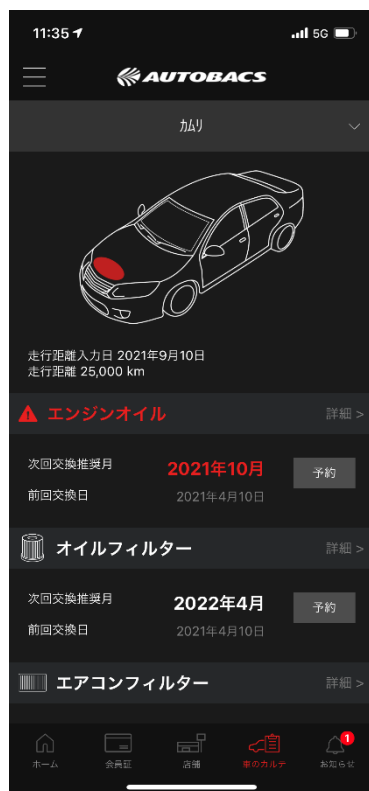 11:35
5G
AUTOBACS
カムリ
走行距離入力日 2021年9月10日
走行距離 25,000 km
エンジンオイル 詳細 >
次回交換推奨月 2021年10月 予約
前回交換日 2021年4月10日
オイルフィルター 詳細 >
次回交換推奨月 2022年4月 予約
前回交換日 2021年4月10日
エアコンフィルター 詳細 >
1
ホーム 会員証 店舗 車のカルテ お知らせ